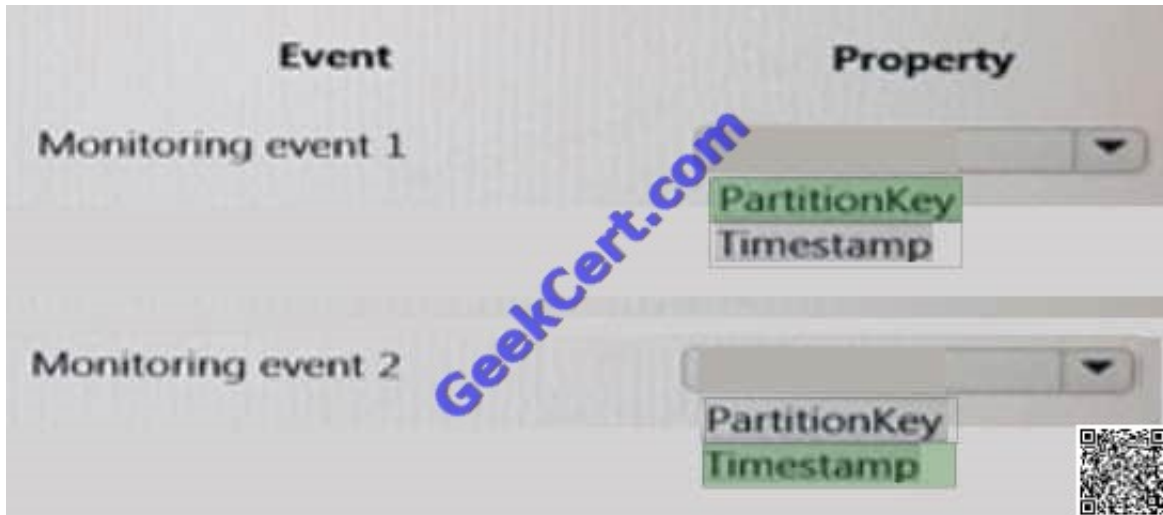 Event Property
Monitoring event 1
PartitionKey
Timestamp
Monitoring event 2
PartitionKey
Timestamp
GeekCert.com